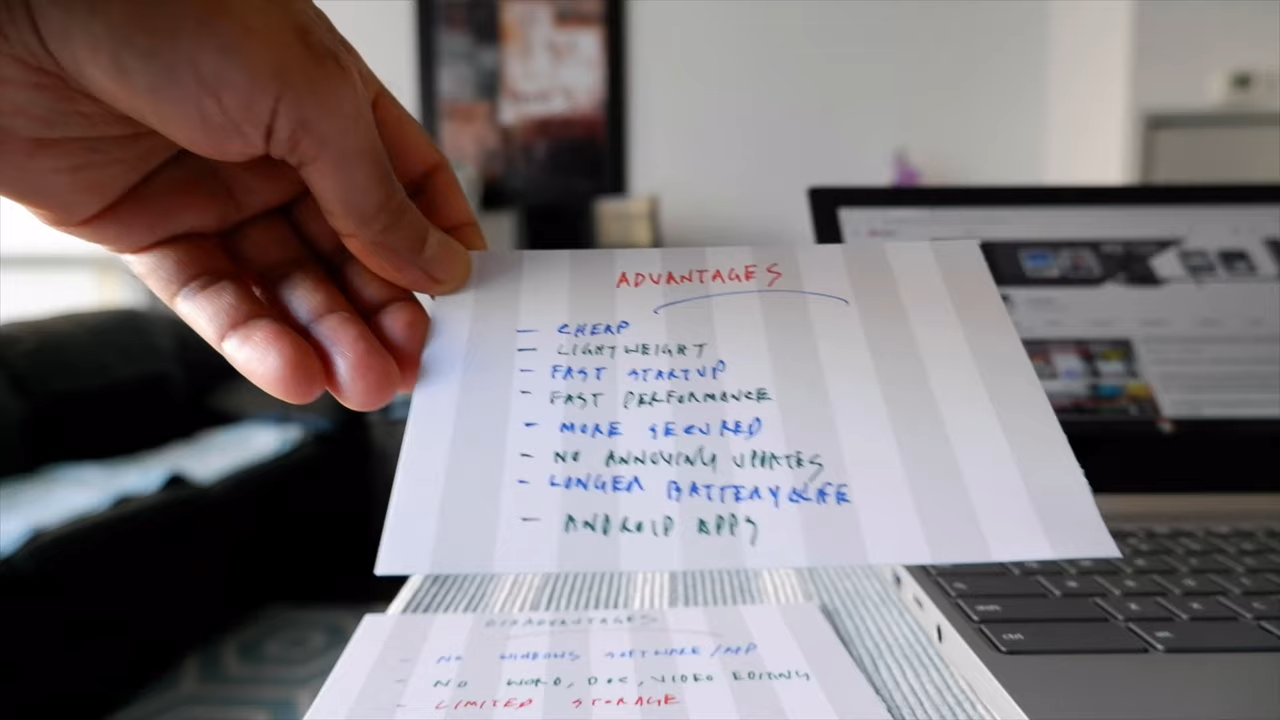 ADVANTAGES
- CHEAP
- LIGHTWEIGHT
- FAST STARTUP
- FAST PERFORMANCE
- MORE SECURED
- NO ANNOYING UPDATES
- LONGER BATTERY LIFE
- ANDROID APPS
DISADVANTAGES
- NO WINDOWS SOFTWARE/APP
- NO WORD, DOC, VIDEO EDITING
- LIMITED STORAGE
ctrl